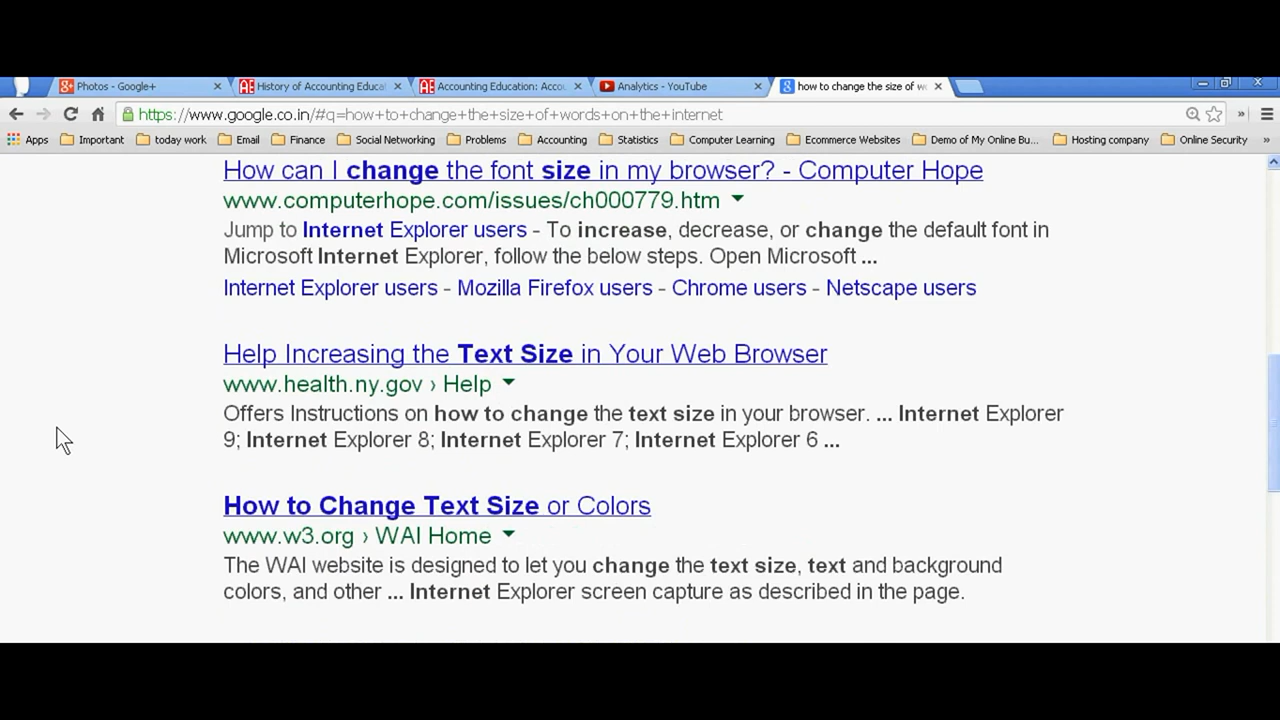 Photos - Google+
History of Accounting Educat
Accounting Education: Accou
Analytics - YouTube
how to change the size of w
https://www.google.co.in/#q=how+to+change+the+size+of+words+on+the+internet
Apps
Important
today work
Email
Finance
Social Networking
Problems
Accounting
Statistics
Computer Learning
Ecommerce Websites
Demo of My Online Bu...
Hosting company
Online Security
How can I change the font size in my browser? - Computer Hope
www.computerhope.com/issues/ch000779.htm
Jump to Internet Explorer users - To increase, decrease, or change the default font in
Microsoft Internet Explorer, follow the below steps. Open Microsoft ...
Internet Explorer users - Mozilla Firefox users - Chrome users - Netscape users
Help Increasing the Text Size in Your Web Browser
www.health.ny.gov › Help
Offers Instructions on how to change the text size in your browser. ... Internet Explorer
9; Internet Explorer 8; Internet Explorer 7; Internet Explorer 6 ...
How to Change Text Size or Colors
www.w3.org › WAI Home
The WAI website is designed to let you change the text size, text and background
colors, and other ... Internet Explorer screen capture as described in the page.